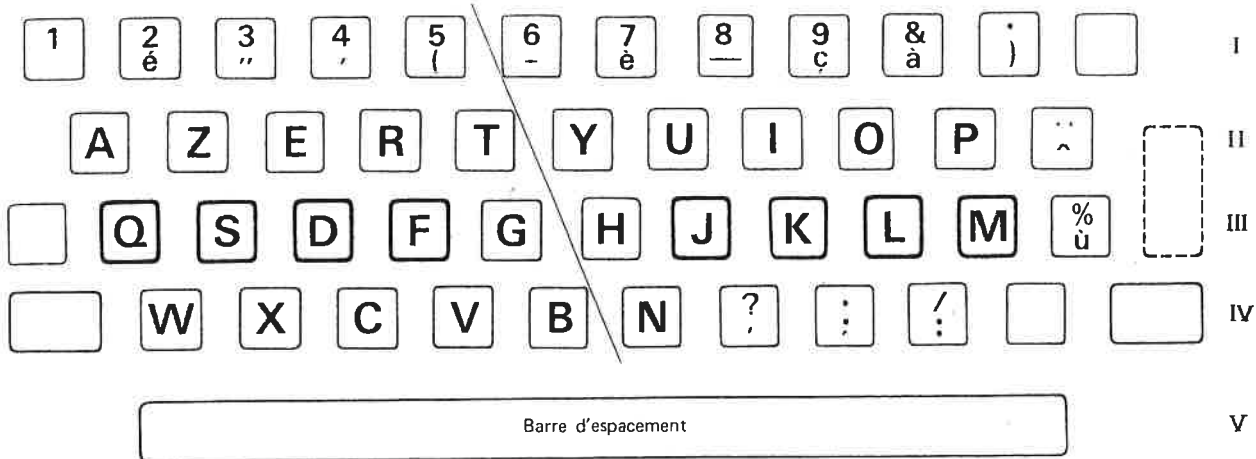 1 2 3 4 5 6 7 8 9 & °
é " ' ( - è _ ç à )
I
A Z E R T Y U I O P ¨
^
II
Q S D F G H J K L M %
ù
III
W X C V B N ? . /
, ; :
IV
Barre d'espacement
V